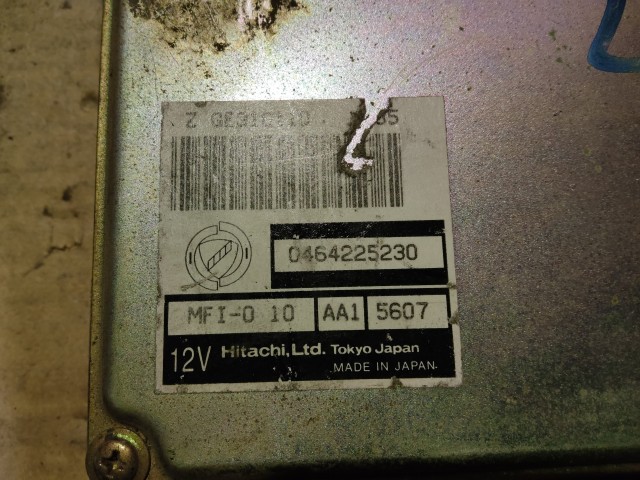 Z
0464225230
MFI-0 10 AA1 5607
12V Hitachi, Ltd. Tokyo Japan
MADE IN JAPAN